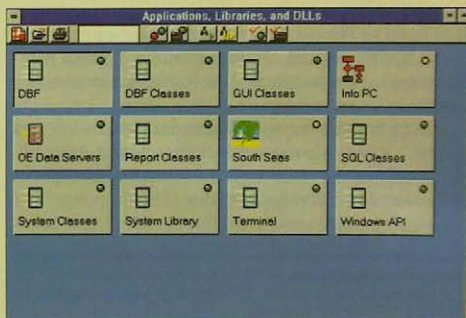 Applications, Libraries, and DLLs
DBF
DBF Classes
GUI Classes
Info PC
OE Data Servers
Report Classes
South Seas
SQL Classes
System Classes
System Library
Terminal
Windows API